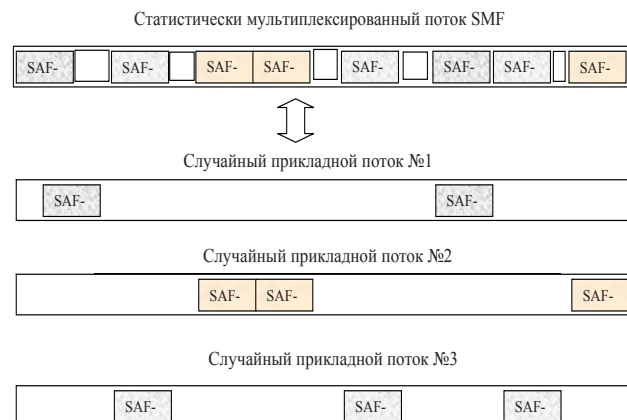 Статистически мультиплексированный поток SMF
SAF- SAF- SAF- SAF- SAF- SAF- SAF- SAF-
Случайный прикладной поток №1
SAF- SAF-
Случайный прикладной поток №2
SAF- SAF- SAF-
Случайный прикладной поток №3
SAF- SAF- SAF-